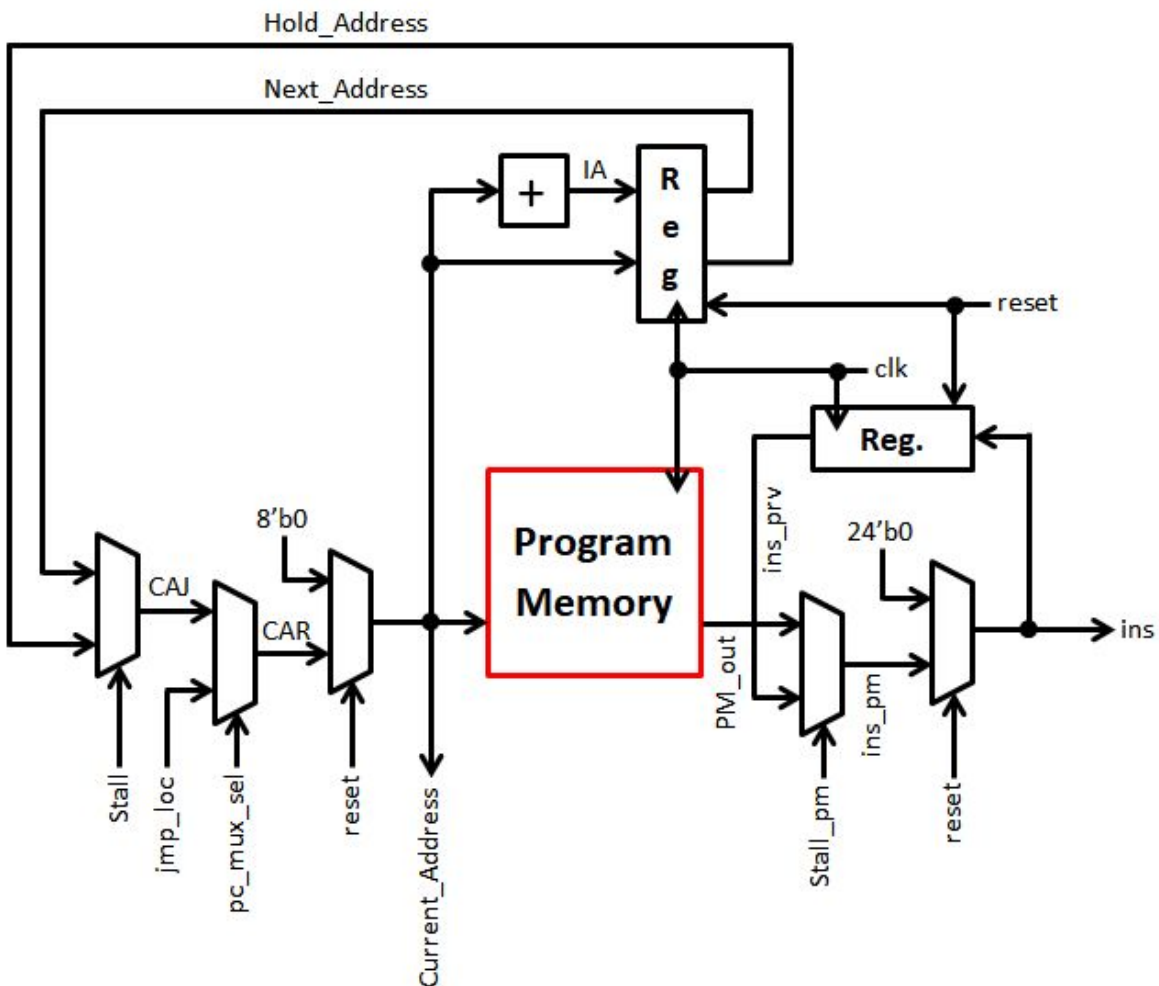 Hold_Address
Next_Address
+
IA
R
e
g
reset
clk
Reg.
8'b0
CAJ
CAR
Program
Memory
ins_prv
24'b0
PM_out
ins_pm
ins
Stall
jmp_loc
pc_mux_sel
reset
Current_Address
Stall_pm
reset